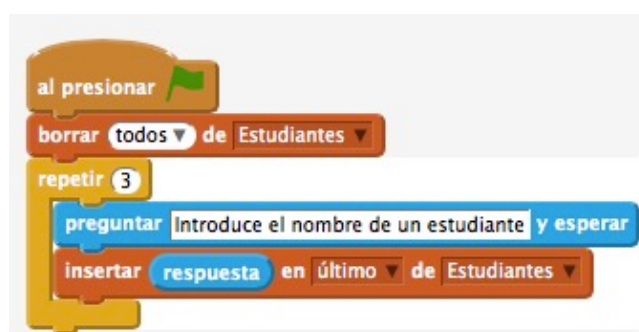 al presionar
borrar todos de Estudiantes
repetir 3
preguntar Introduce el nombre de un estudiante y esperar
insertar respuesta en último de Estudiantes